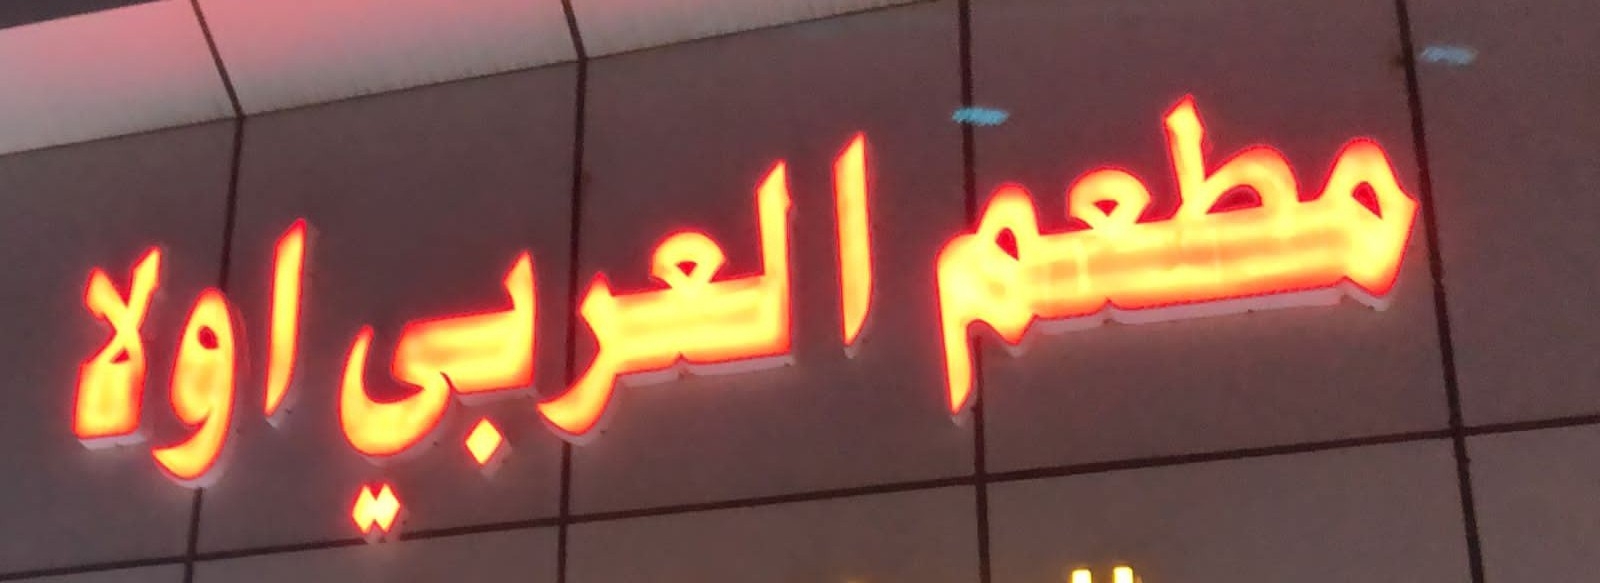 مطعم العربي اولا